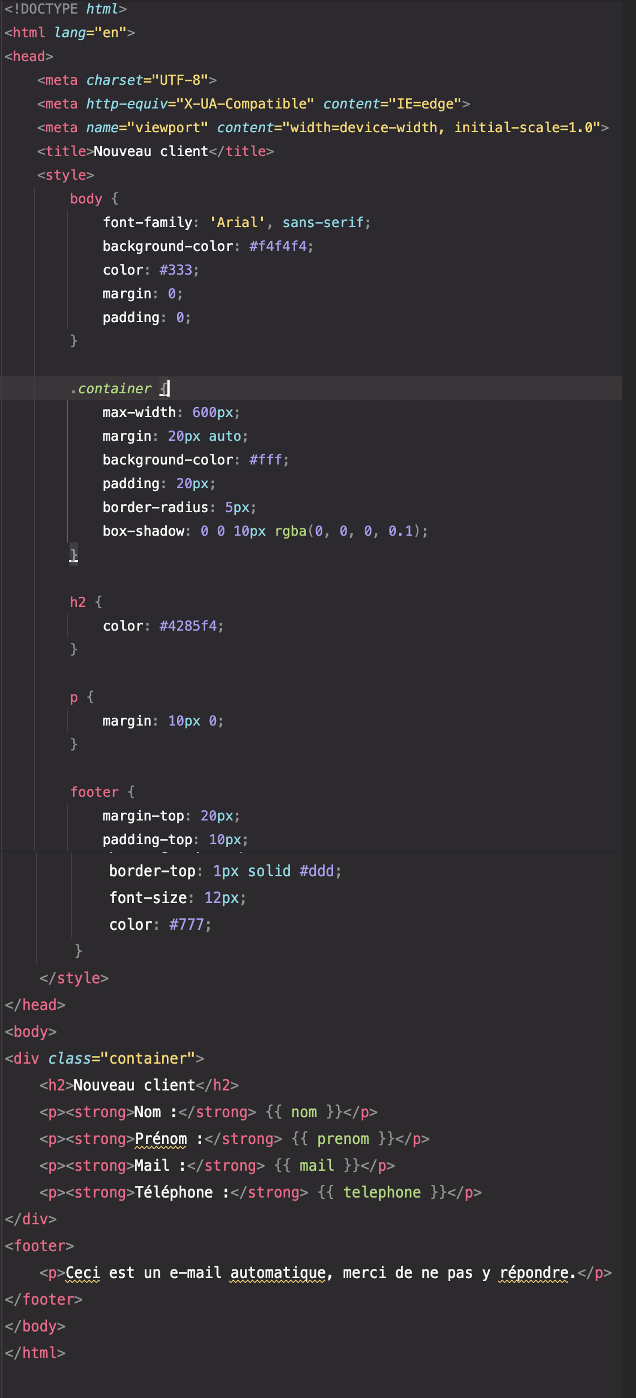 <!DOCTYPE html>
<html lang="en">
<head>
    <meta charset="UTF-8">
    <meta http-equiv="X-UA-Compatible" content="IE=edge">
    <meta name="viewport" content="width=device-width, initial-scale=1.0">
    <title>Nouveau client</title>
    <style>
        body {
            font-family: 'Arial', sans-serif;
            background-color: #f4f4f4;
            color: #333;
            margin: 0;
            padding: 0;
        }

        .container {
            max-width: 600px;
            margin: 20px auto;
            background-color: #fff;
            padding: 20px;
            border-radius: 5px;
            box-shadow: 0 0 10px rgba(0, 0, 0, 0.1);
        }

        h2 {
            color: #4285f4;
        }

        p {
            margin: 10px 0;
        }

        footer {
            margin-top: 20px;
            padding-top: 10px;
            border-top: 1px solid #ddd;
            font-size: 12px;
            color: #777;
        }
    </style>
</head>
<body>
<div class="container">
    <h2>Nouveau client</h2>
    <p><strong>Nom :</strong> {{ nom }}</p>
    <p><strong>Prénom :</strong> {{ prenom }}</p>
    <p><strong>Mail :</strong> {{ mail }}</p>
    <p><strong>Téléphone :</strong> {{ telephone }}</p>
</div>
<footer>
    <p>Ceci est un e-mail automatique, merci de ne pas y répondre.</p>
</footer>
</body>
</html>